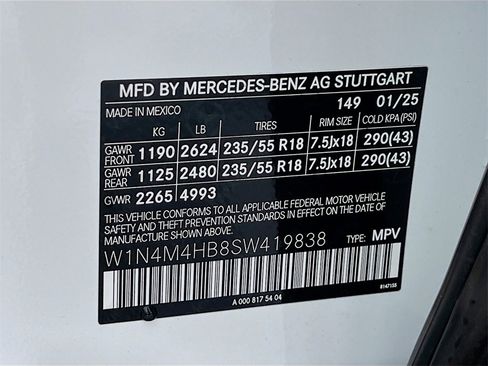 MFD BY MERCEDES-BENZ AG STUTTGART
MADE IN MEXICO 149 01/25
KG LB TIRES RIM SIZE COLD KPA(PSI)
GAWR FRONT 1190 2624 235/55 R18 7.5Jx18 290(43)
GAWR REAR 1125 2480 235/55 R18 7.5Jx18 290(43)
GVWR 2265 4993
THIS VEHICLE CONFORMS TO ALL APPLICABLE FEDERAL MOTOR VEHICLE
SAFETY AND THEFT PREVENTION STANDARDS IN EFFECT ON THE
DATE OF MANUFACTURE SHOWN ABOVE.
W1N4M4HB8SW419838 TYPE: MPV
A 000 817 54 04 8147155